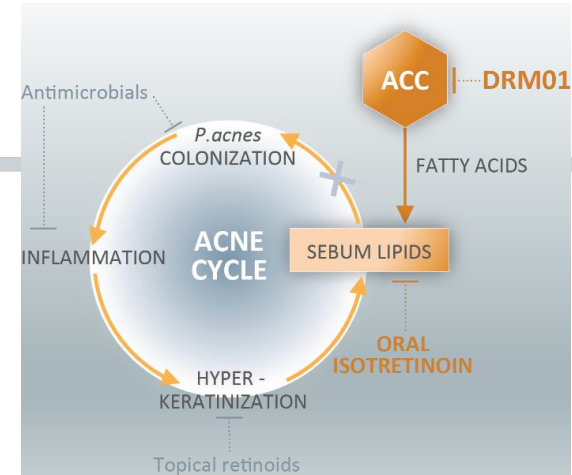 ACC
DRM01
Antimicrobials
P.acnes
COLONIZATION
FATTY ACIDS
ACNE
CYCLE
INFLAMMATION
SEBUM LIPIDS
ORAL
ISOTRETINOIN
HYPER -
KERATINIZATION
Topical retinoids